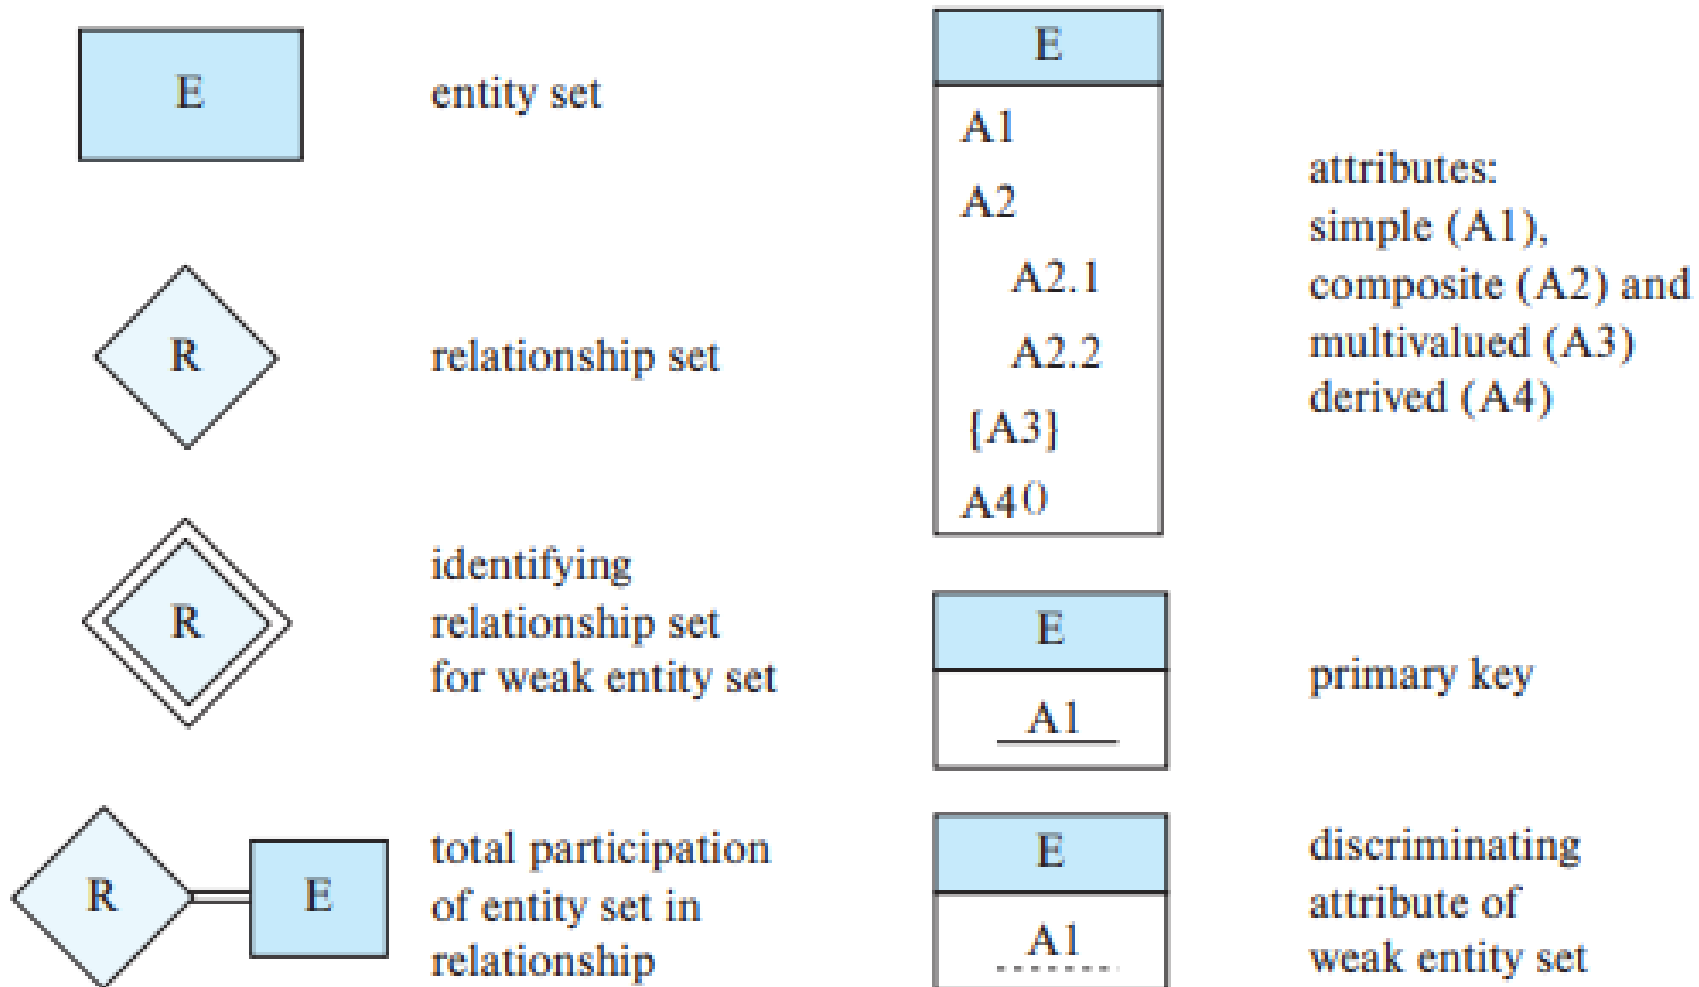 E
entity set
R
relationship set
R
identifying
relationship set
for weak entity set
R
E
total participation
of entity set in
relationship
E
A1
A2
A2.1
A2.2
{A3}
A4()
attributes:
simple (A1),
composite (A2) and
multivalued (A3)
derived (A4)
E
A1
primary key
E
A1
discriminating
attribute of
weak entity set